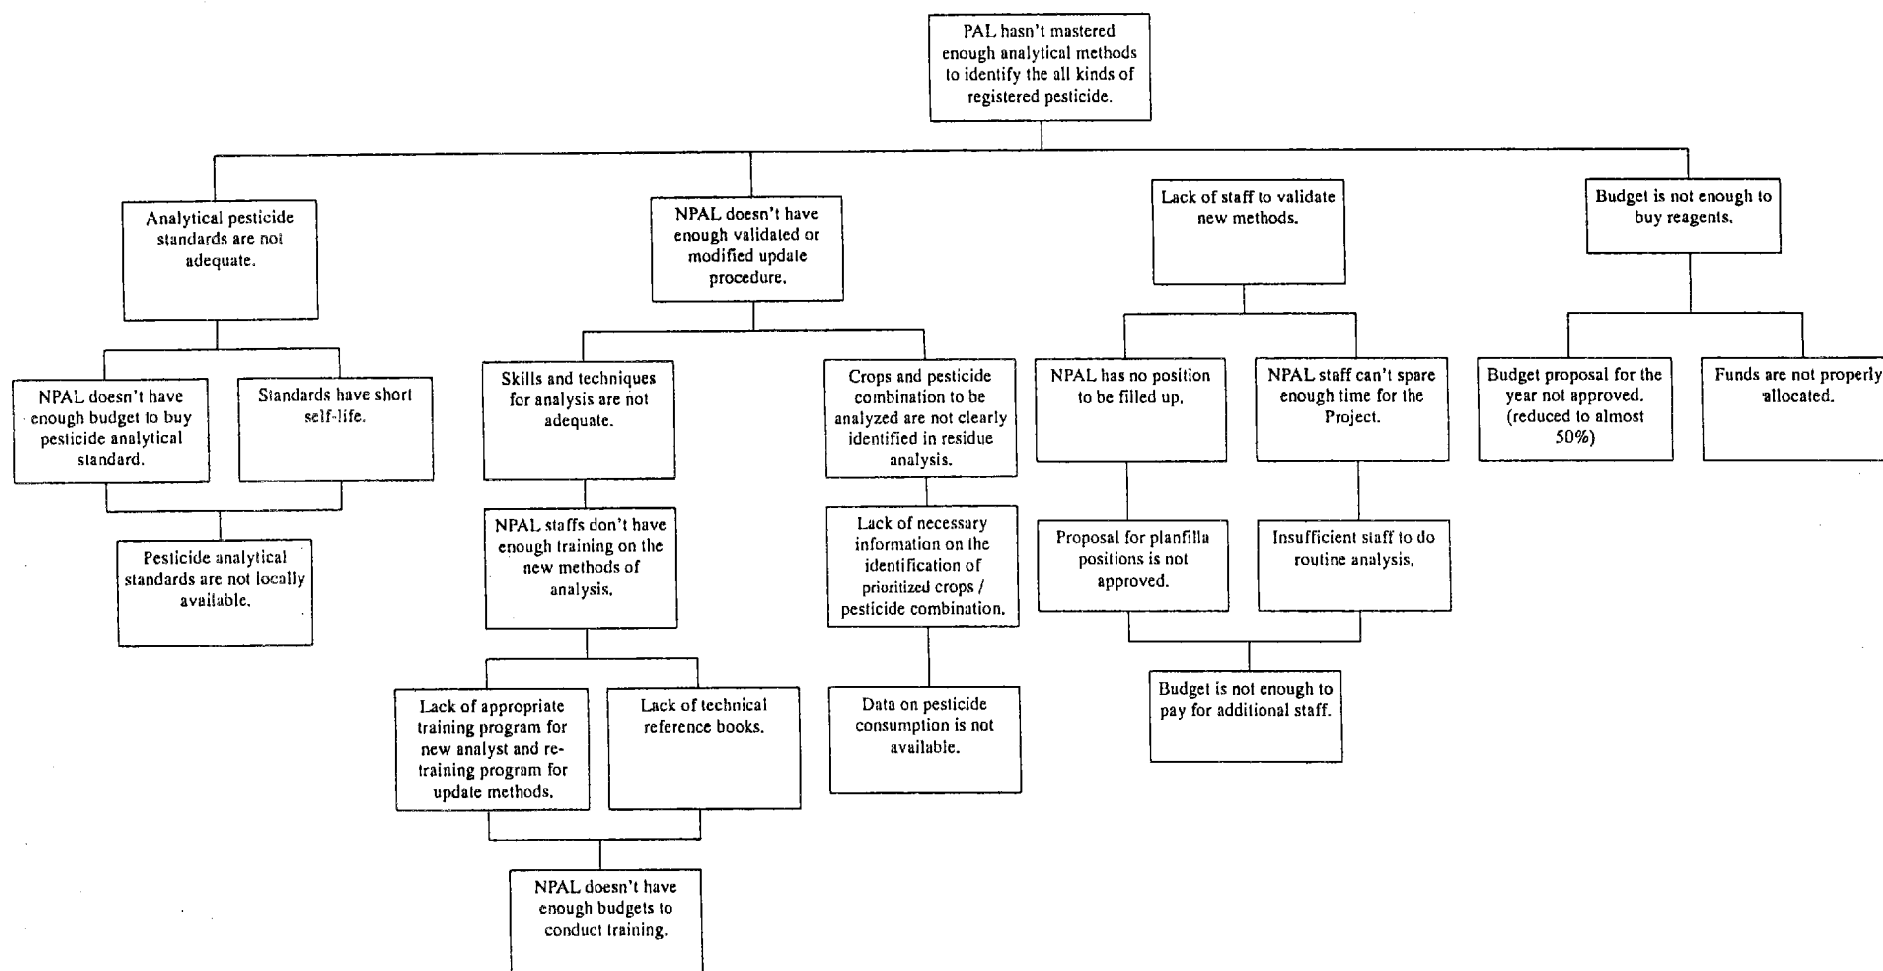 PAL hasn't mastered
enough analytical methods
to identify the all kinds of
registered pesticide.
Analytical pesticide
standards are not
adequate.
NPAL doesn't have
enough validated or
modified update
procedure.
Lack of staff to validate
new methods.
Budget is not enough to
buy reagents.
NPAL doesn't have
enough budget to buy
pesticide analytical
standard.
Standards have short
self-life.
Skills and techniques
for analysis are not
adequate.
Crops and pesticide
combination to be
analyzed are not clearly
identified in residue
analysis.
NPAL has no position
to be filled up.
NPAL staff can't spare
enough time for the
Project.
Budget proposal for the
year not approved.
(reduced to almost
50%)
Funds are not properly
allocated.
Pesticide analytical
standards are not locally
available.
NPAL staffs don't have
enough training on the
new methods of
analysis.
Lack of necessary
information on the
identification of
prioritized crops /
pesticide combination.
Proposal for planfilla
positions is not
approved.
Insufficient staff to do
routine analysis.
Lack of appropriate
training program for
new analyst and re-
training program for
update methods.
Lack of technical
reference books.
Data on pesticide
consumption is not
available.
Budget is not enough to
pay for additional staff.
NPAL doesn't have
enough budgets to
conduct training.